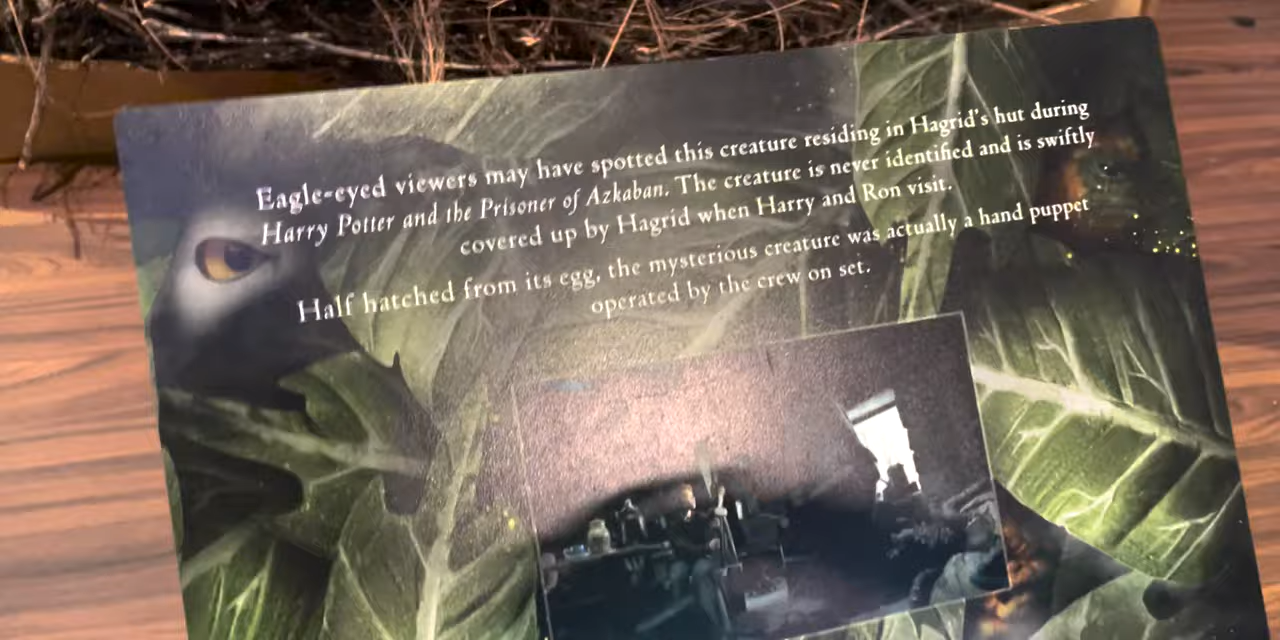 Eagle-eyed viewers may have spotted this creature residing in Hagrid's hut during
Harry Potter and the Prisoner of Azkaban. The creature is never identified and is swiftly
covered up by Hagrid when Harry and Ron visit.
Half hatched from its egg, the mysterious creature was actually a hand puppet
operated by the crew on set.